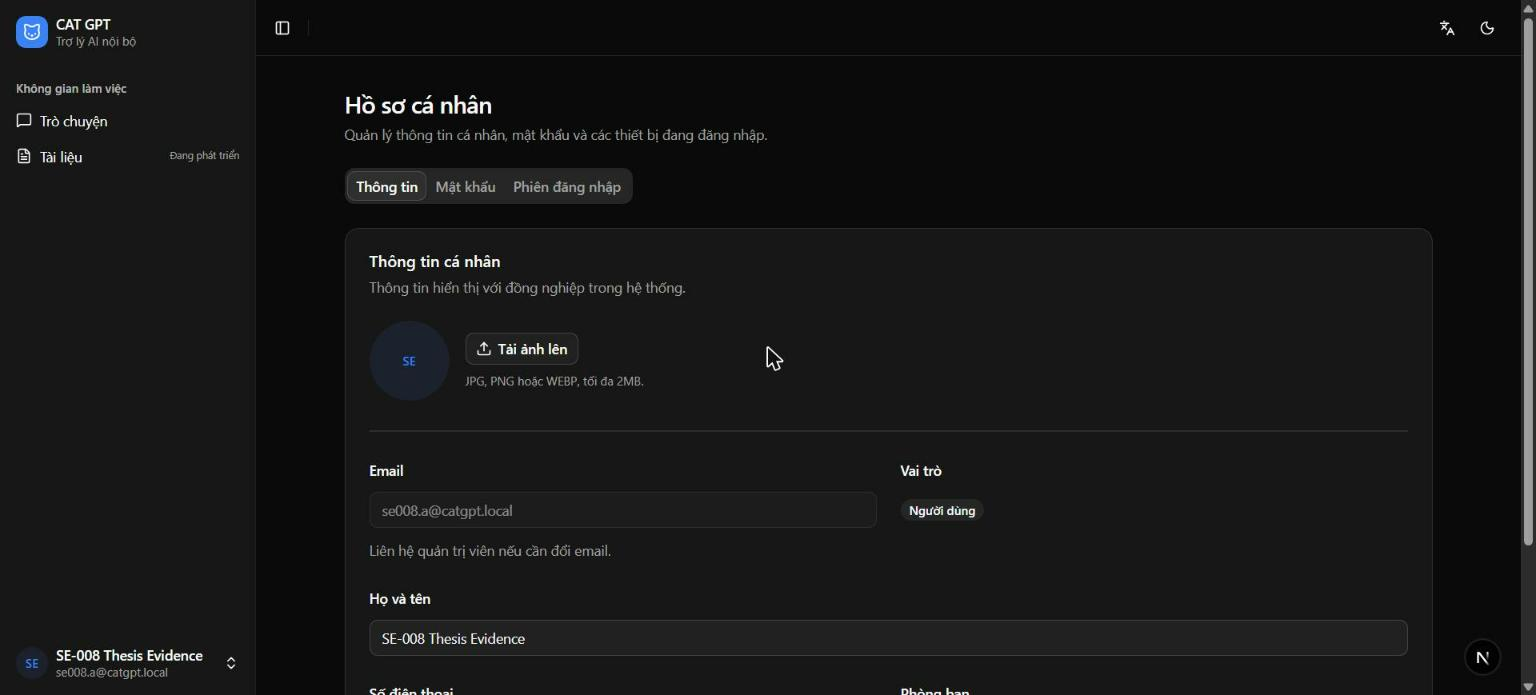 CAT GPT
Trợ lý AI nội bộ
Không gian làm việc
Trò chuyện
Tài liệu
Đang phát triển
SE
SE-008 Thesis Evidence
se008.a@catgpt.local
Hồ sơ cá nhân
Quản lý thông tin cá nhân, mật khẩu và các thiết bị đang đăng nhập.
Thông tin Mật khẩu Phiên đăng nhập
Thông tin cá nhân
Thông tin hiển thị với đồng nghiệp trong hệ thống.
SE
Tải ảnh lên
JPG, PNG hoặc WEBP, tối đa 2MB.
Email
Vai trò
se008.a@catgpt.local
Người dùng
Liên hệ quản trị viên nếu cần đổi email.
Họ và tên
SE-008 Thesis Evidence
Số điện thoại
Phòng ban
N